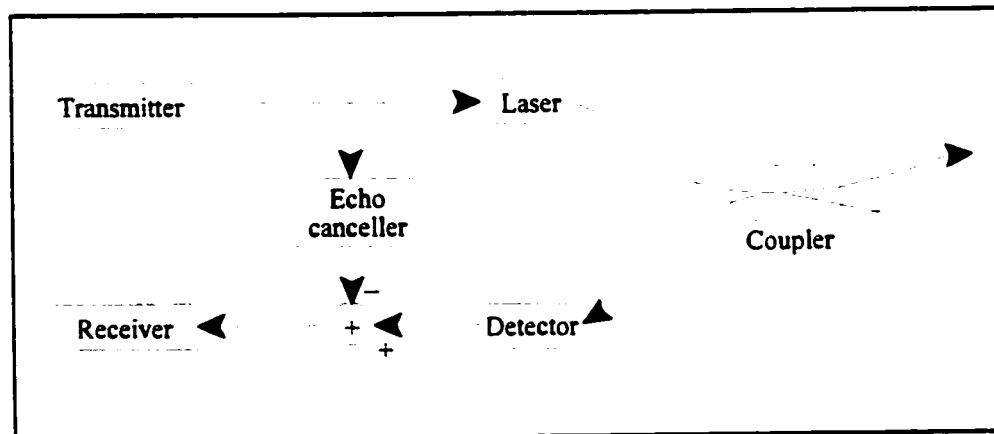 Transmitter
Laser
Echo
canceller
Coupler
−
Receiver
+
Detector
+